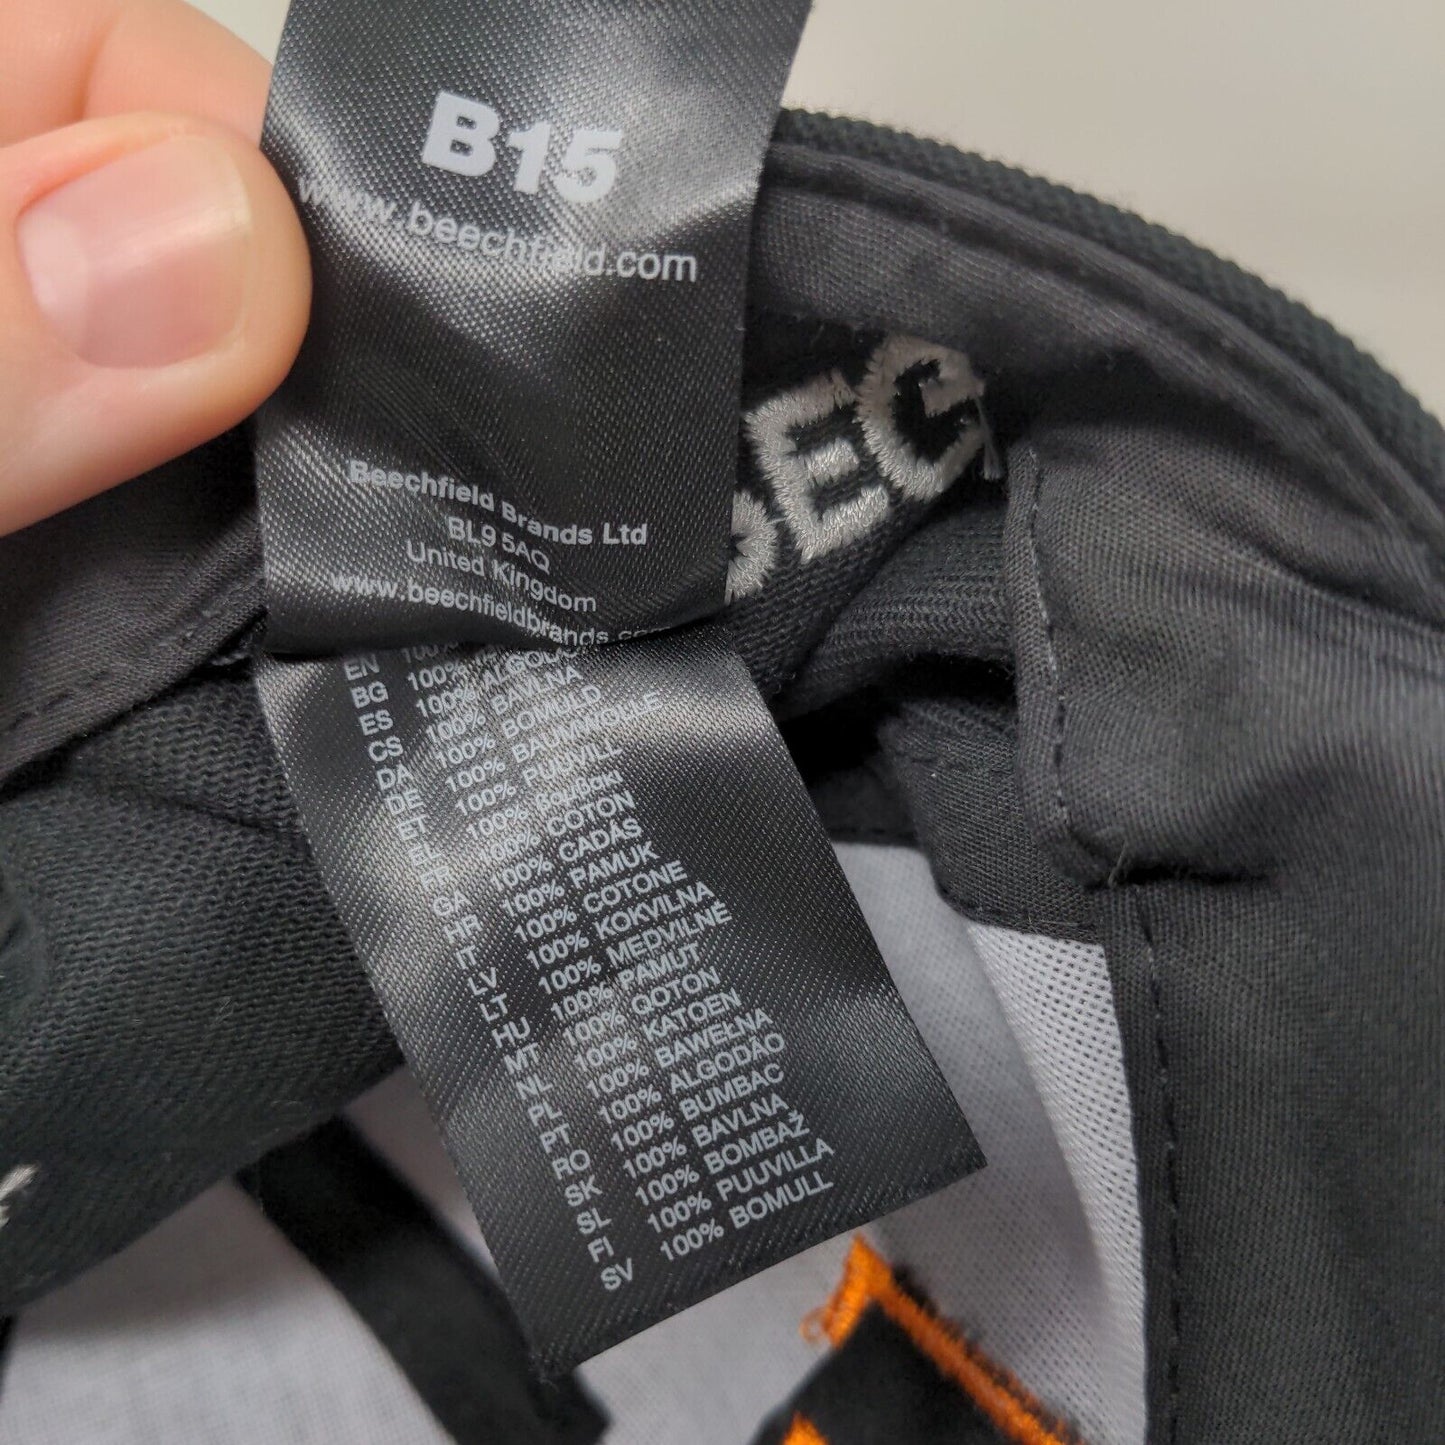 B15
www.beechfield.com
Beechfield Brands Ltd
BL9 5AQ
United Kingdom
www.beechfieldbrands.co
EN 100%
BG 100%
ES 100% ALGODÓ
CS 100% BAVLNA
DA 100% BOMULD
DE 100% BAUMWOLLE
ET 100% PUUVILL
EL 100%
FR 100% COTON
GA 100% CADÁS
HR 100% PAMUK
IT 100% COTONE
LV 100% KOKVILNA
LT 100% MEDVILNĖ
HU 100% PAMUT
MT 100% QOTON
NL 100% KATOEN
PL 100% BAWEŁNA
PT 100% ALGODÃO
RO 100% BUMBAC
SK 100% BAVLNA
SL 100% BOMBAŽ
FI 100% PUUVILLA
SV 100% BOMULL
PEC